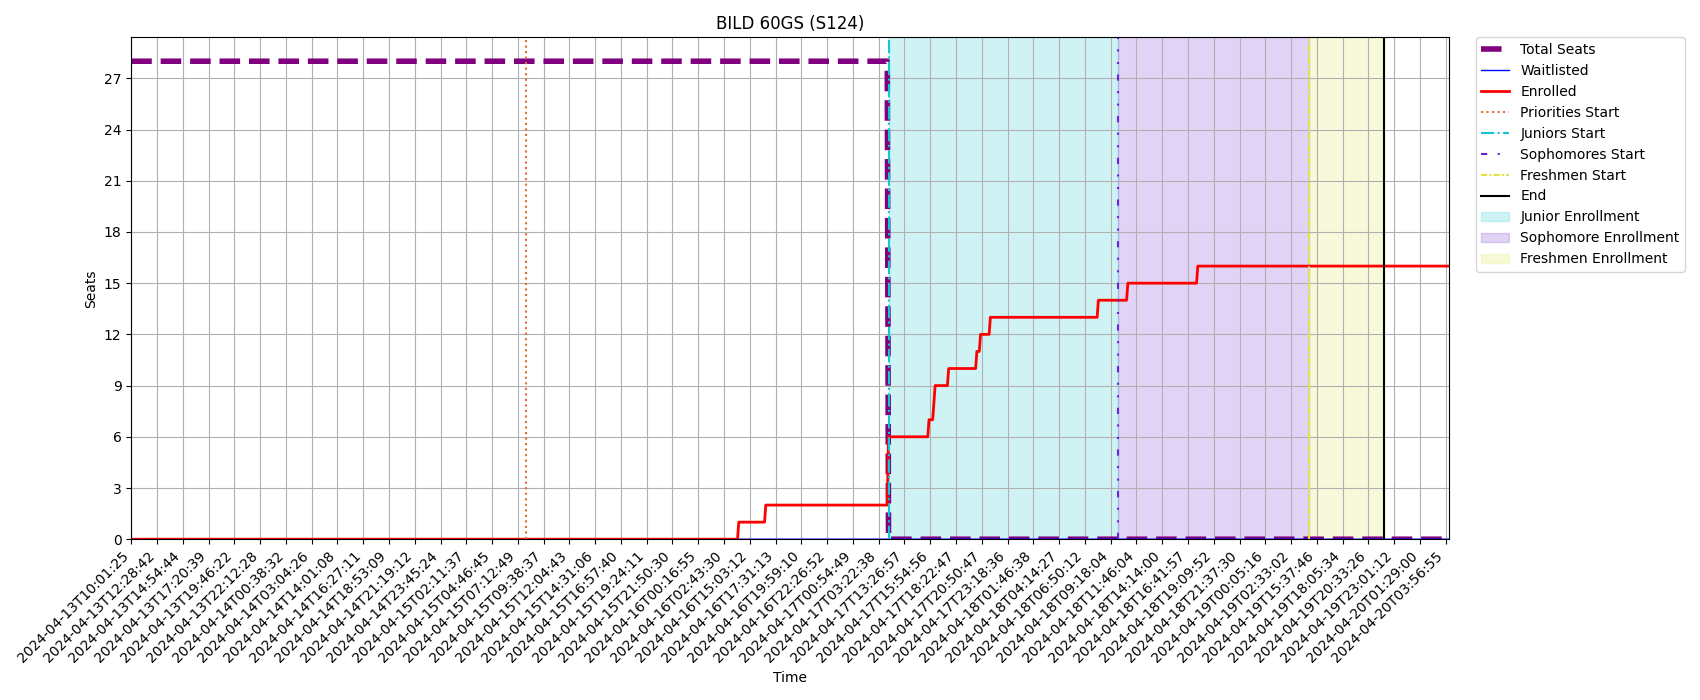 BILD 60GS (S124)
Total Seats
Waitlisted
Enrolled
Priorities Start
Juniors Start
Sophomores Start
Freshmen Start
End
Junior Enrollment
Sophomore Enrollment
Freshmen Enrollment
Seats
27
24
21
18
15
12
9
6
3
0
2024-04-13T10:01:25
2024-04-13T12:28:42
2024-04-13T14:54:44
2024-04-13T17:20:39
2024-04-13T19:46:22
2024-04-13T22:12:28
2024-04-14T00:38:32
2024-04-14T03:04:26
2024-04-14T14:01:08
2024-04-14T16:27:11
2024-04-14T18:53:09
2024-04-14T21:19:12
2024-04-14T23:45:24
2024-04-15T02:11:37
2024-04-15T04:46:45
2024-04-15T07:12:49
2024-04-15T09:38:37
2024-04-15T12:04:43
2024-04-15T14:31:06
2024-04-15T16:57:40
2024-04-15T19:24:11
2024-04-15T21:50:30
2024-04-16T00:16:55
2024-04-16T02:43:30
2024-04-16T15:03:12
2024-04-16T17:31:13
2024-04-16T19:59:10
2024-04-16T22:26:52
2024-04-17T00:54:49
2024-04-17T03:22:38
2024-04-17T13:26:57
2024-04-17T15:54:56
2024-04-17T18:22:47
2024-04-17T20:50:47
2024-04-17T23:18:36
2024-04-18T01:46:38
2024-04-18T04:14:27
2024-04-18T06:50:12
2024-04-18T09:18:04
2024-04-18T11:46:04
2024-04-18T14:14:00
2024-04-18T16:41:57
2024-04-18T19:09:52
2024-04-18T21:37:30
2024-04-19T00:05:16
2024-04-19T02:33:02
2024-04-19T15:37:46
2024-04-19T18:05:34
2024-04-19T20:33:26
2024-04-19T23:01:12
2024-04-20T01:29:00
2024-04-20T03:56:55
Time